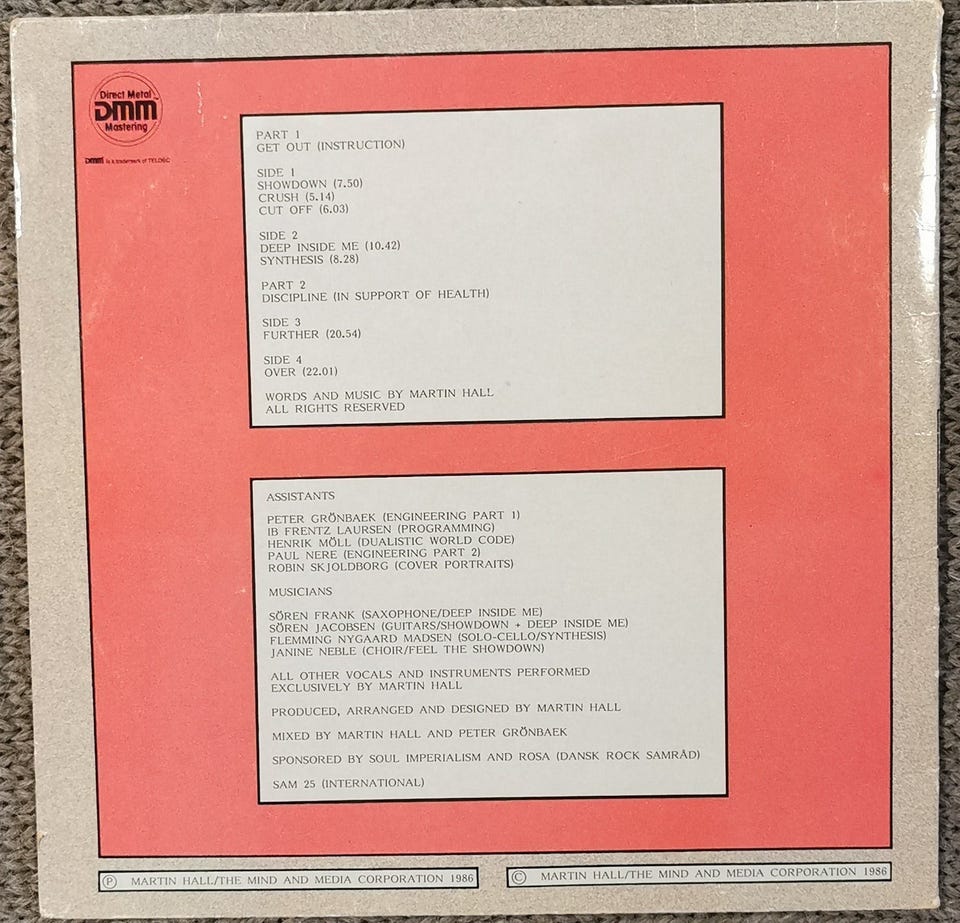 Direct Metal
DMM
Mastering
DMM is a trademark of TELDEC
PART 1
GET OUT (INSTRUCTION)
SIDE 1
SHOWDOWN (7.50)
CRUSH (5.14)
CUT OFF (6.03)
SIDE 2
DEEP INSIDE ME (10.42)
SYNTHESIS (8.28)
PART 2
DISCIPLINE (IN SUPPORT OF HEALTH)
SIDE 3
FURTHER (20.54)
SIDE 4
OVER (22.01)
WORDS AND MUSIC BY MARTIN HALL
ALL RIGHTS RESERVED
ASSISTANTS
PETER GRÖNBAEK (ENGINEERING PART 1)
IB FRENTZ LAURSEN (PROGRAMMING)
HENRIK MÖLL (DUALISTIC WORLD CODE)
PAUL NERE (ENGINEERING PART 2)
ROBIN SKJOLDBORG (COVER PORTRAITS)
MUSICIANS
SÖREN FRANK (SAXOPHONE/DEEP INSIDE ME)
SÖREN JACOBSEN (GUITARS/SHOWDOWN + DEEP INSIDE ME)
FLEMMING NYGAARD MADSEN (SOLO-CELLO/SYNTHESIS)
JANINE NEBLE (CHOIR/FEEL THE SHOWDOWN)
ALL OTHER VOCALS AND INSTRUMENTS PERFORMED
EXCLUSIVELY BY MARTIN HALL
PRODUCED, ARRANGED AND DESIGNED BY MARTIN HALL
MIXED BY MARTIN HALL AND PETER GRÖNBAEK
SPONSORED BY SOUL IMPERIALISM AND ROSA (DANSK ROCK SAMRÅD)
SAM 25 (INTERNATIONAL)
Ⓟ MARTIN HALL/THE MIND AND MEDIA CORPORATION 1986
© MARTIN HALL/THE MIND AND MEDIA CORPORATION 1986